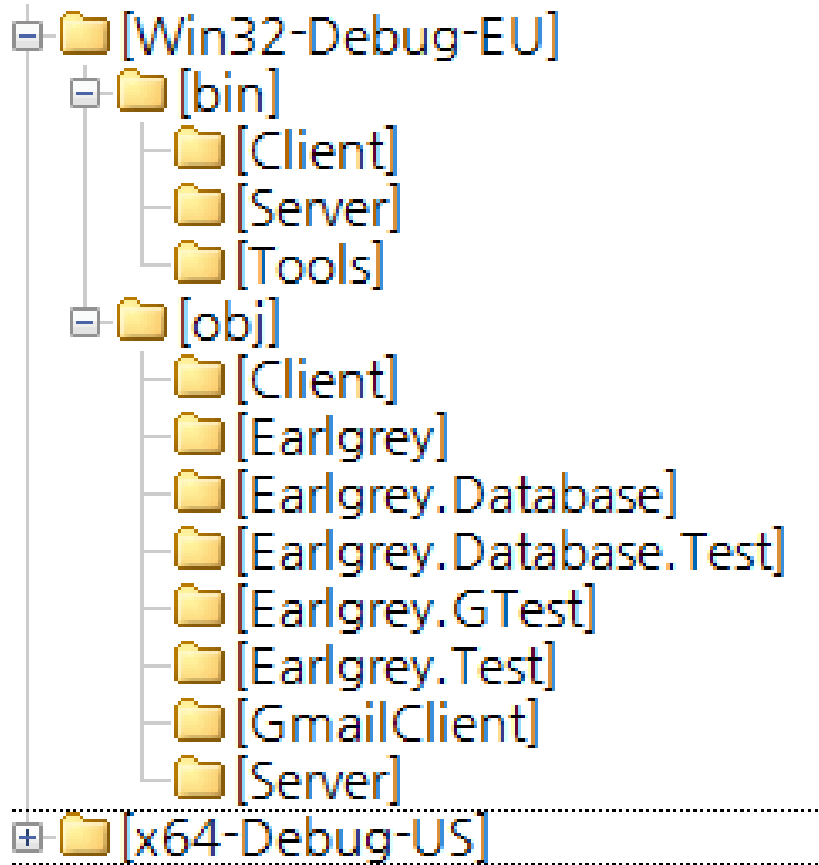 [Win32-Debug-EU]
[bin]
[Client]
[Server]
[Tools]
[obj]
[Client]
[Earlgrey]
[Earlgrey.Database]
[Earlgrey.Database.Test]
[Earlgrey.GTest]
[Earlgrey.Test]
[GmailClient]
[Server]
[x64-Debug-US]